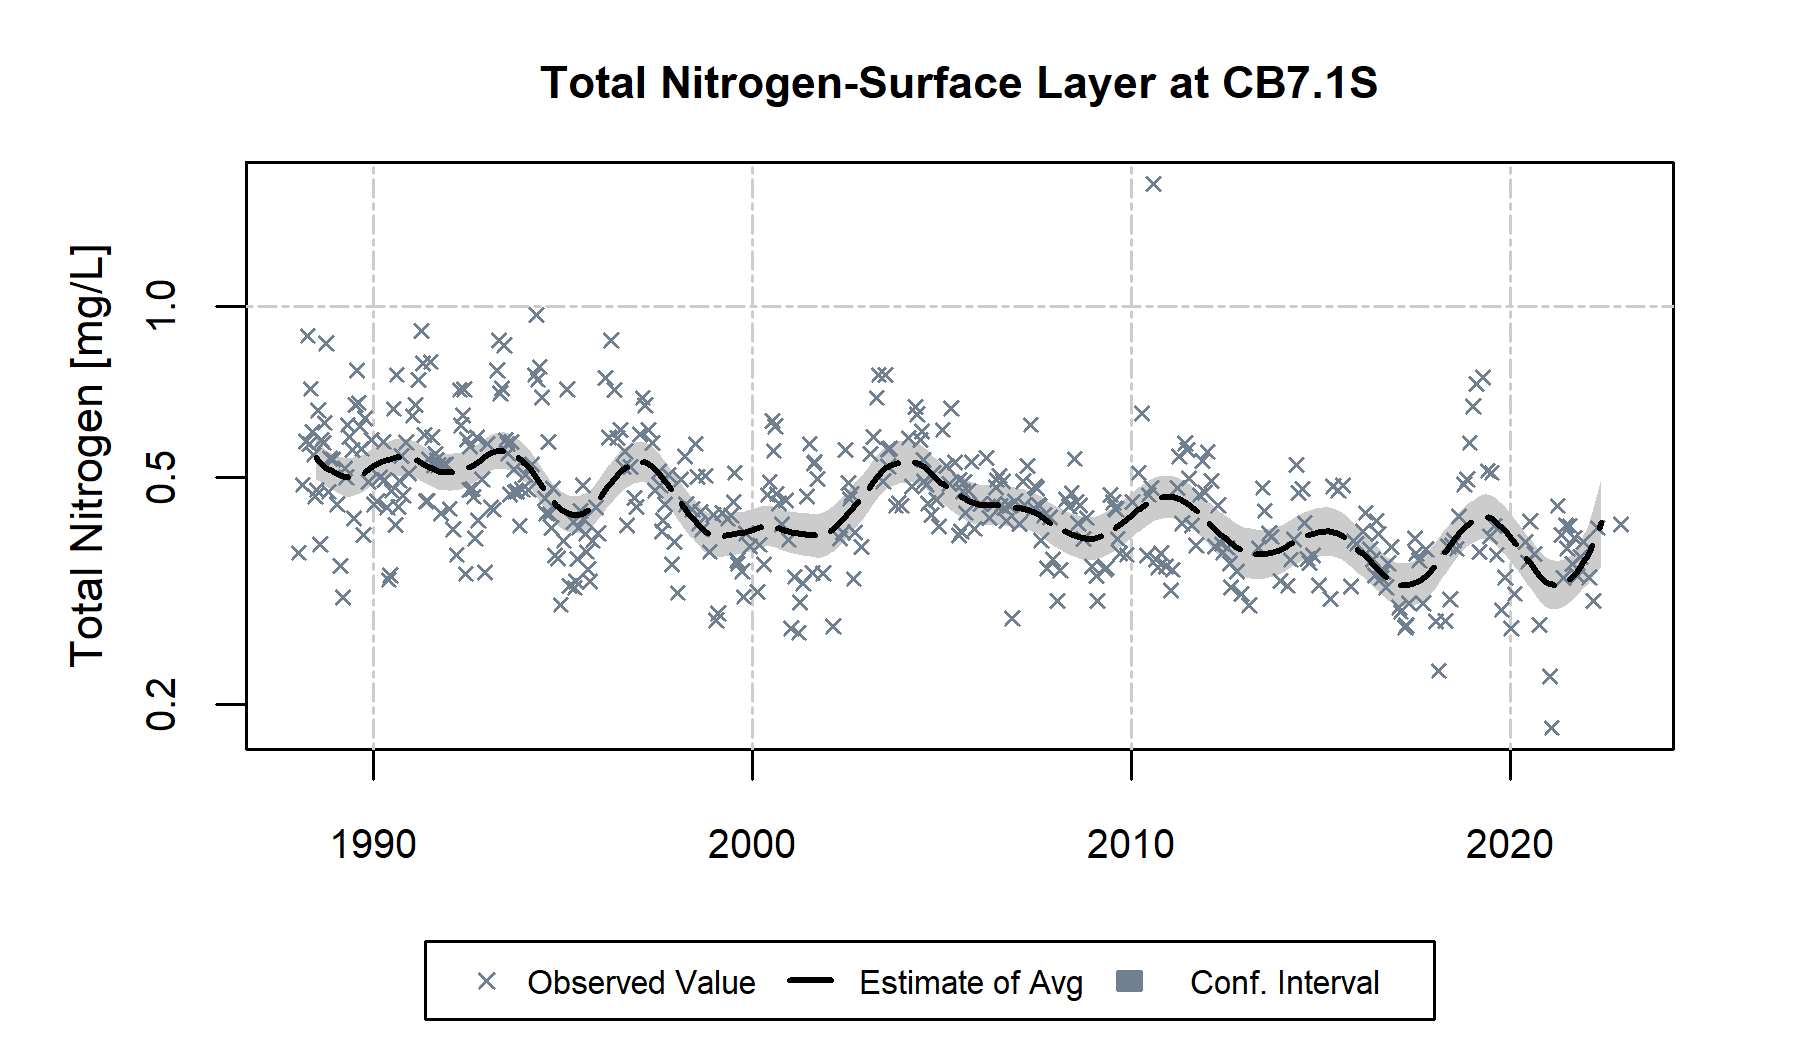 Total Nitrogen-Surface Layer at CB7.1S
Total Nitrogen [mg/L]
1.0
0.5
0.2
1990 2000 2010 2020
Observed Value Estimate of Avg Conf. Interval